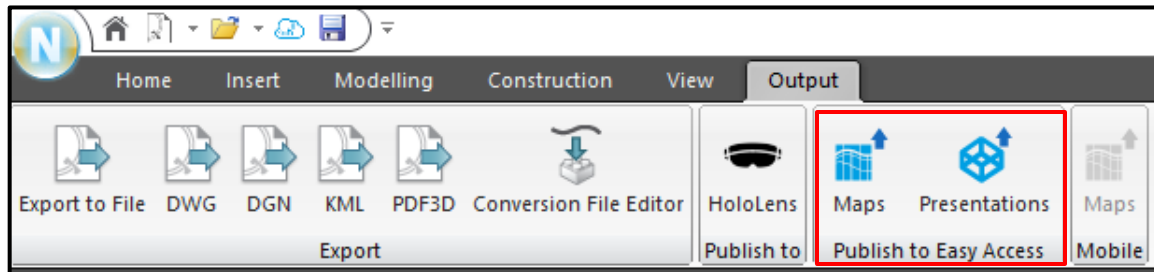 N
Home Insert Modelling Construction View Output
Export to File DWG DGN KML PDF3D Conversion File Editor HoloLens Maps Presentations Maps
Export Publish to Publish to Easy Access Mobile